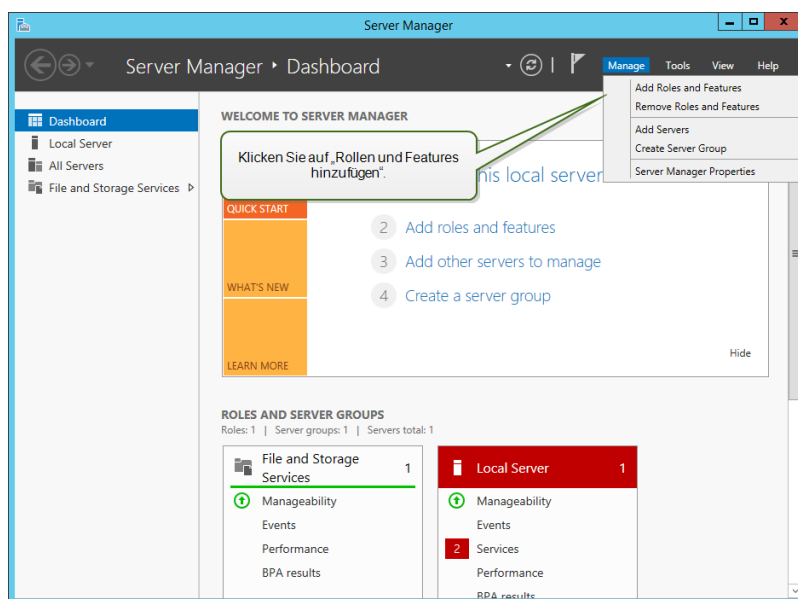 Server Manager
Server Manager • Dashboard
Manage Tools View Help
Add Roles and Features
Remove Roles and Features
Add Servers
Create Server Group
Server Manager Properties
Dashboard
Local Server
All Servers
File and Storage Services
WELCOME TO SERVER MANAGER
Klicken Sie auf „Rollen und Features
hinzufügen“.
his local server
QUICK START
2 Add roles and features
3 Add other servers to manage
WHAT'S NEW
4 Create a server group
Hide
LEARN MORE
ROLES AND SERVER GROUPS
Roles: 1 | Server groups: 1 | Servers total: 1
File and Storage
Services 1
Manageability
Events
Performance
BPA results
Local Server 1
Manageability
Events
2 Services
Performance
BPA results